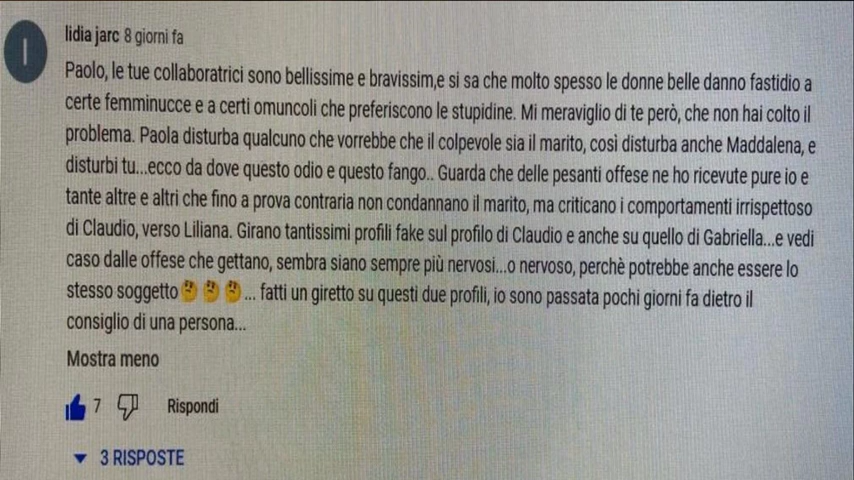 l
lidia jarc 8 giorni fa
Paolo, le tue collaboratrici sono bellissime e bravissim,e si sa che molto spesso le donne belle danno fastidio a
certe femminucce e a certi omuncoli che preferiscono le stupidine. Mi meraviglio di te però, che non hai colto il
problema. Paola disturba qualcuno che vorrebbe che il colpevole sia il marito, così disturba anche Maddalena, e
disturbi tu...ecco da dove questo odio e questo fango.. Guarda che delle pesanti offese ne ho ricevute pure io e
tante altre e altri che fino a prova contraria non condannano il marito, ma criticano i comportamenti irrispettoso
di Claudio, verso Liliana. Girano tantissimi profili fake sul profilo di Claudio e anche su quello di Gabriella...e vedi
caso dalle offese che gettano, sembra siano sempre più nervosi...o nervoso, perchè potrebbe anche essere lo
stesso soggetto🤔🤔🤔... fatti un giretto su questi due profili, io sono passata pochi giorni fa dietro il
consiglio di una persona...
Mostra meno
7 Rispondi
3 RISPOSTE